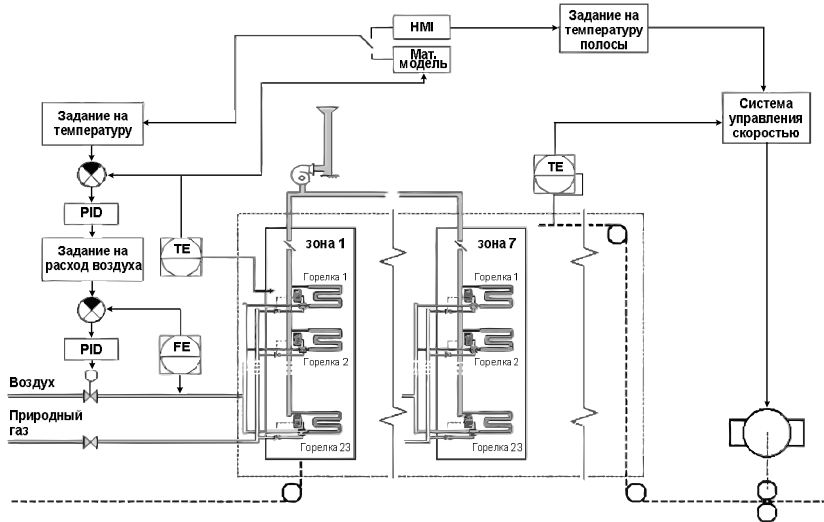 HMI
Мат.
модель
Задание на
температуру
полосы
Задание на
температуру
Система
управления
скоростью
TE
PID
Задание на
расход воздуха
TE
зона 1
зона 7
Горелка 1
Горелка 1
PID
FE
Горелка 2
Горелка 2
Воздух
Природный
газ
Горелка 23
Горелка 23